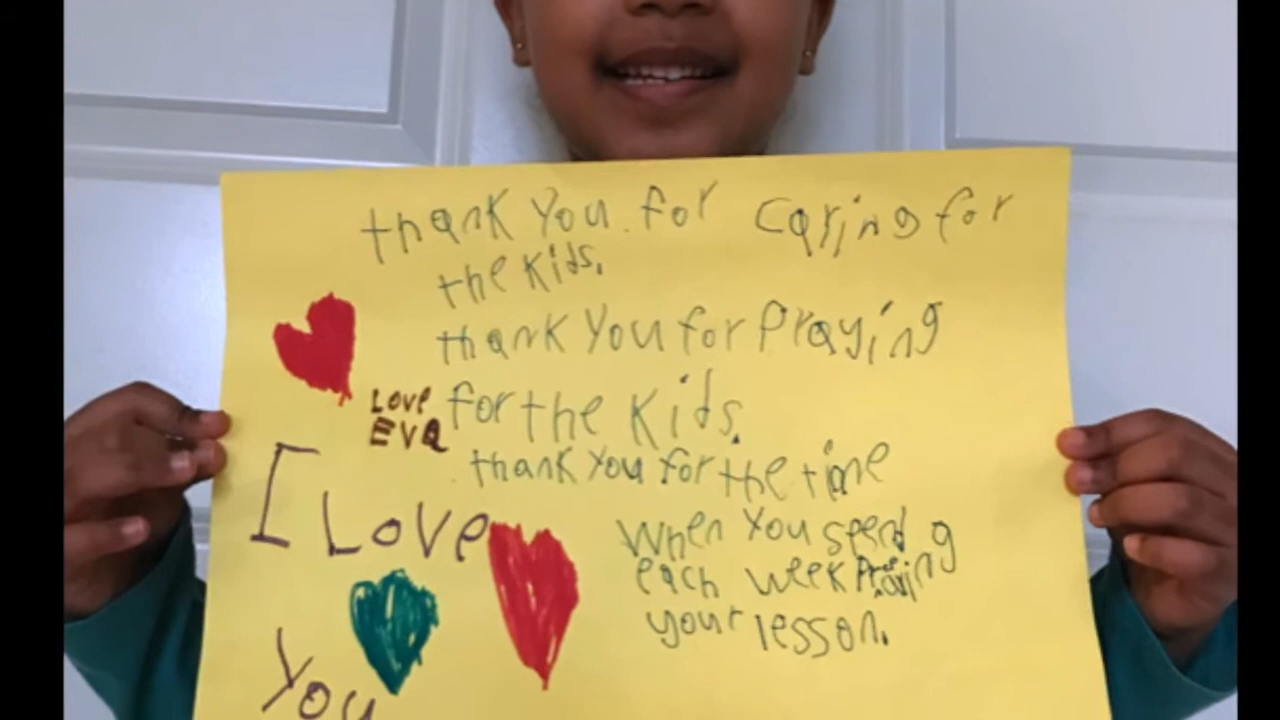 thank You for caring for
the kids.
thank You for Praying
for the kids.
thank you for the time
when you spend
each week Prepairing
your lesson.
Love
EVa
I Love
You